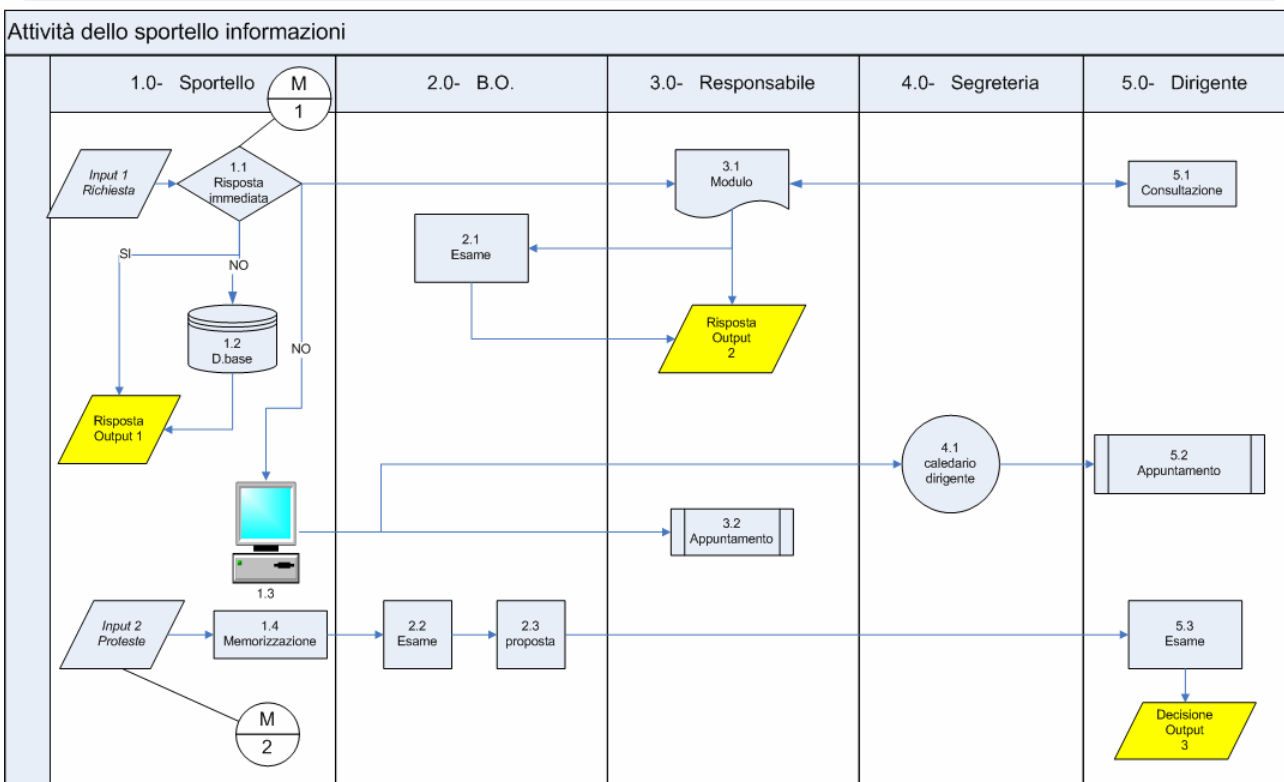 Attività dello sportello informazioni
1.0- Sportello
2.0- B.O.
3.0- Responsabile
4.0- Segreteria
5.0- Dirigente
M
1
Input 1
Richiesta
1.1
Risposta
immediata
3.1
Modulo
5.1
Consultazione
2.1
Esame
SI
NO
1.2
D.base
NO
Risposta
Output
2
Risposta
Output 1
4.1
caledario
dirigente
5.2
Appuntamento
3.2
Appuntamento
1.3
Input 2
Proteste
1.4
Memorizzazione
2.2
Esame
2.3
proposta
5.3
Esame
M
2
Decisione
Output
3